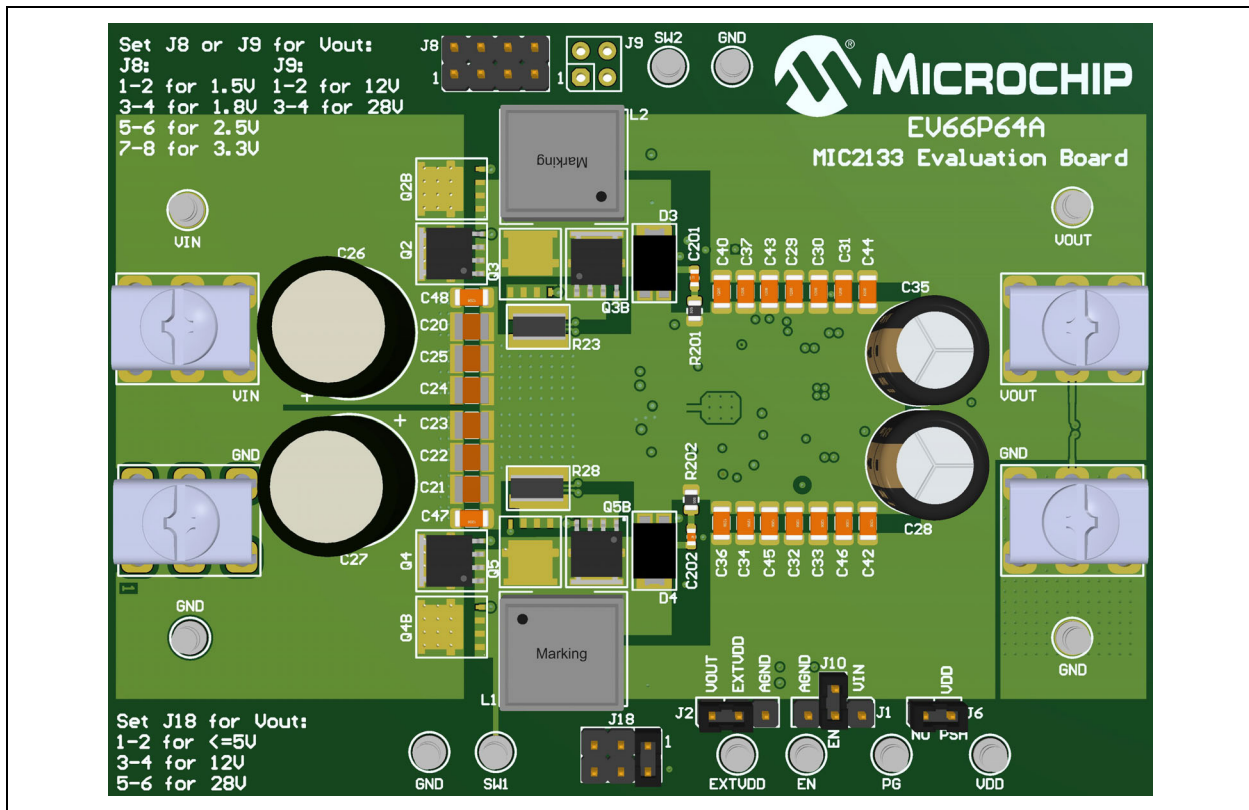 Set J8 or J9 for Vout:
J8: J9:
1-2 for 1.5V 1-2 for 12V
3-4 for 1.8V 3-4 for 28V
5-6 for 2.5V
7-8 for 3.3V
J8
1
J9
1
SW2
GND
MICROCHIP
®
EV66P64A
MIC2133 Evaluation Board
L2
Marking
Q2B
VIN
VOUT
D3
C201
C40
C37
C43
C29
C30
C31
C44
C26
Q2
Q3
C48
Q3B
C35
C20
R23
R201
C25
C24
VIN
+
VOUT
C23
+
GND
C22
R28
R202
GND
C21
Q5B
C47
C28
C27
Q4
Q5
C202
C36
C34
C45
C32
C33
C46
C42
1
D4
GND
Q4B
Marking
GND
L1
VOUT
EXTVDD
AGND
AGND
J10
VIN
VDD
J2
J1
J6
EN
NO PSM
Set J18 for Vout:
1-2 for <=5V
3-4 for 12V
5-6 for 28V
J18
1
GND
SW1
EXTVDD
EN
PG
VDD